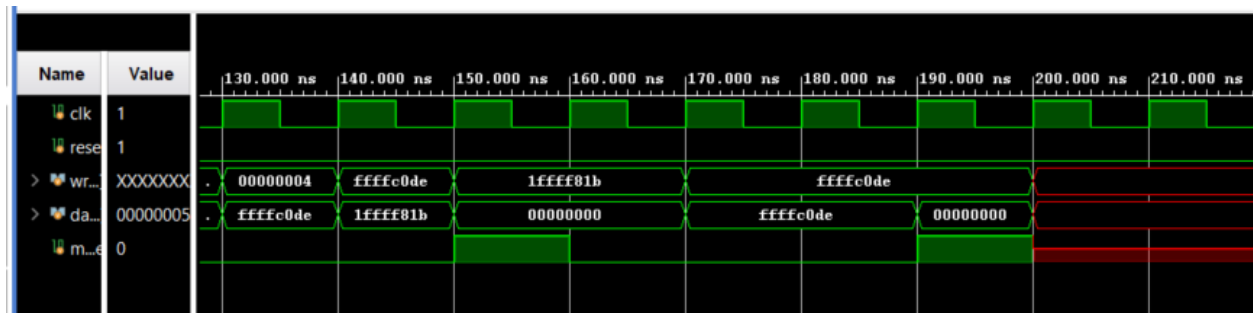 Name Value 130.000 ns 140.000 ns 150.000 ns 160.000 ns 170.000 ns 180.000 ns 190.000 ns 200.000 ns 210.000 ns
clk 1
rese 1
wr...] XXXXXXXX . 00000004 ffffc0de 1ffff81b ffffc0de
da... 00000005 . ffffc0de 1ffff81b 00000000 ffffc0de 00000000
m...e 0